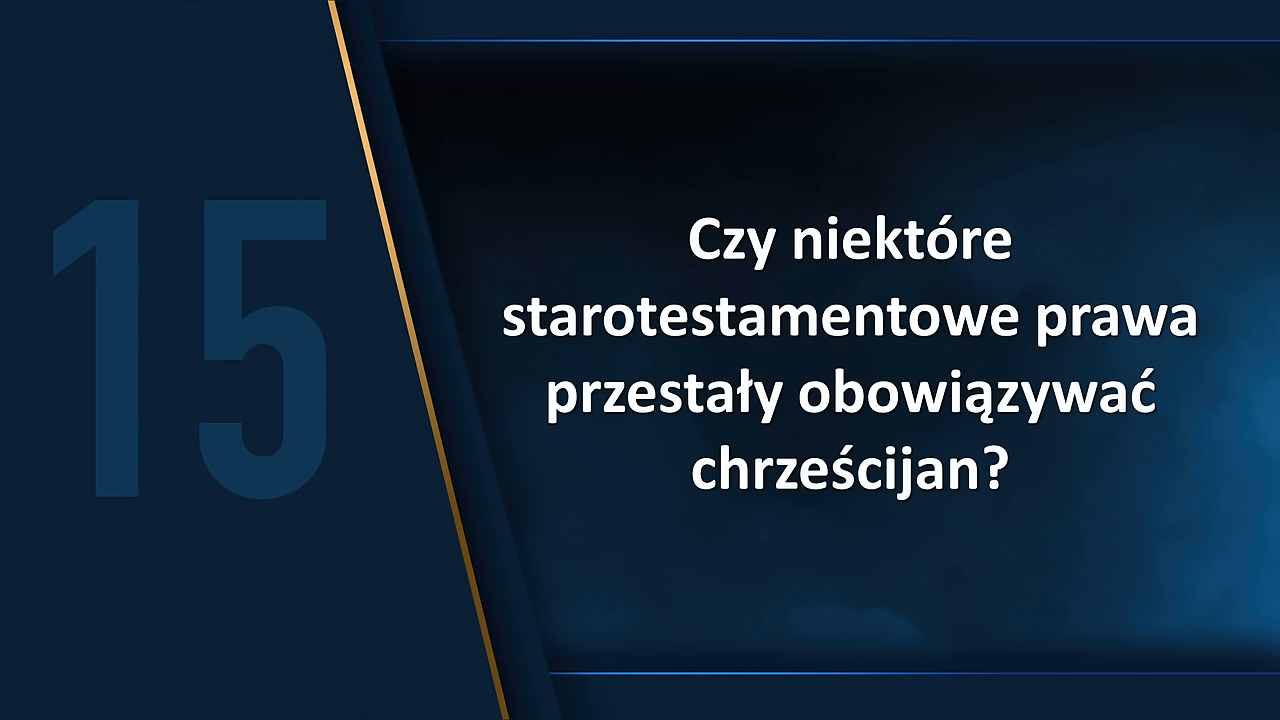 15
Czy niektóre
starotestamentowe prawa
przestały obowiązywać
chrześcijan?